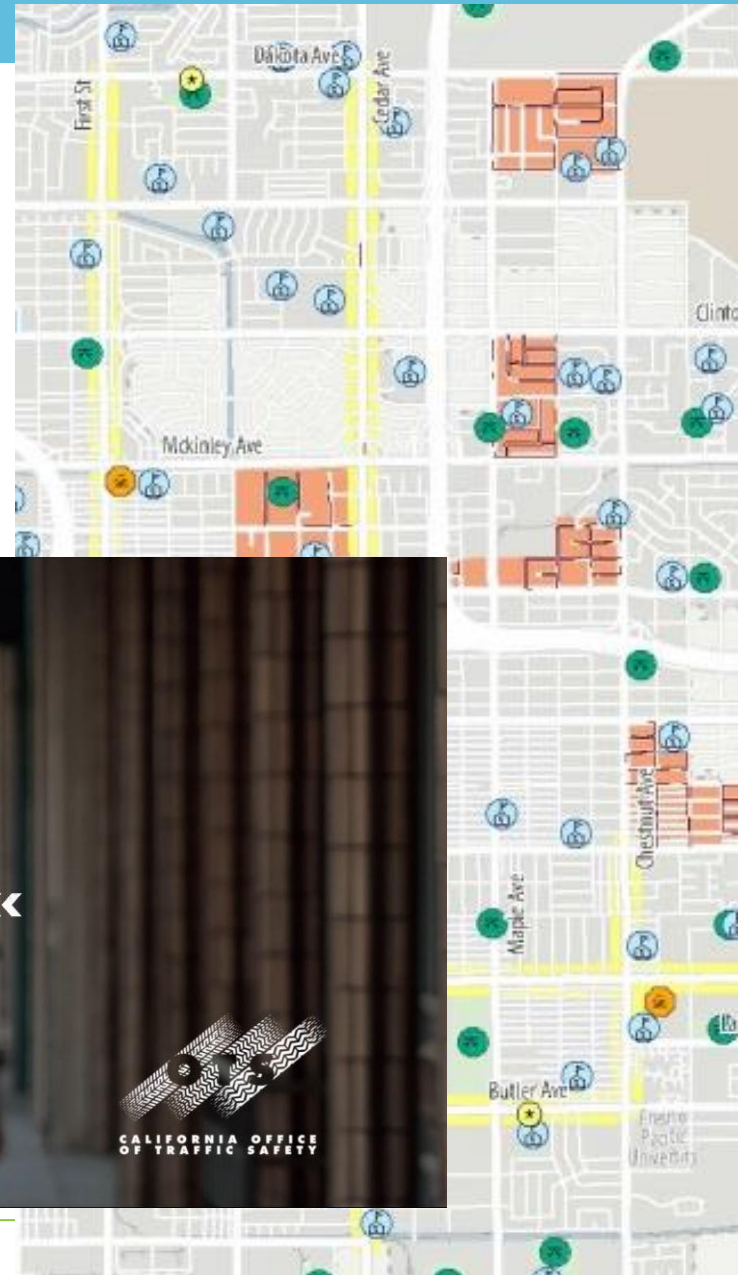 Dakota Ave
First St
Cedar Ave
Mckinley Ave
Chestnut Ave
Maple Ave
OTS
CALIFORNIA OFFICE
OF TRAFFIC SAFETY
Butler Ave
Fresno
Pacific
University